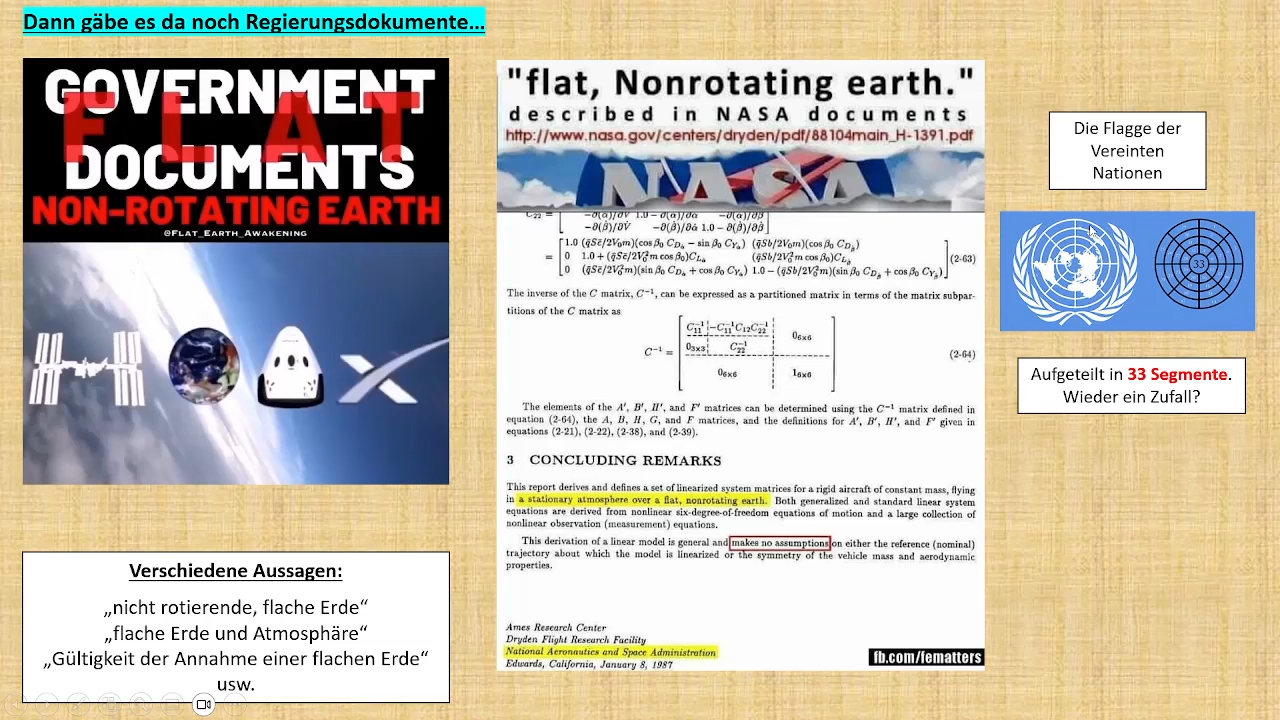 Dann gäbe es da noch Regierungsdokumente...
GOVERNMENT
FLAT
DOCUMENTS
NON-ROTATING EARTH
@FLAT_EARTH_AWAKENING
X
Verschiedene Aussagen:
„nicht rotierende, flache Erde“
„flache Erde und Atmosphäre“
„Gültigkeit der Annahme einer flachen Erde“
usw.
"flat, Nonrotating earth."
described in NASA documents
http://www.nasa.gov/centers/dryden/pdf/88104main_H-1391.pdf
NASA
(2-63)
The inverse of the C matrix, C⁻¹, can be expressed as a partitioned matrix in terms of the matrix subpar-
titions of the C matrix as
C⁻¹ =
(2-64)
The elements of the A′, B′, H′, and F′ matrices can be determined using the C⁻¹ matrix defined in
equation (2-64), the A, B, H, G, and F matrices, and the definitions for A′, B′, H′, and F′ given in
equations (2-21), (2-22), (2-38), and (2-39).
3 CONCLUDING REMARKS
This report derives and defines a set of linearized system matrices for a rigid aircraft of constant mass, flying
in a stationary atmosphere over a flat, nonrotating earth. Both generalized and standard linear system
equations are derived from nonlinear six-degree-of-freedom equations of motion and a large collection of
nonlinear observation (measurement) equations.
This derivation of a linear model is general and makes no assumptions on either the reference (nominal)
trajectory about which the model is linearized or the symmetry of the vehicle mass and aerodynamic
properties.
Ames Research Center
Dryden Flight Research Facility
National Aeronautics and Space Administration
Edwards, California, January 8, 1987
fb.com/fematters
Die Flagge der
Vereinten
Nationen
33
Aufgeteilt in 33 Segmente.
Wieder ein Zufall?